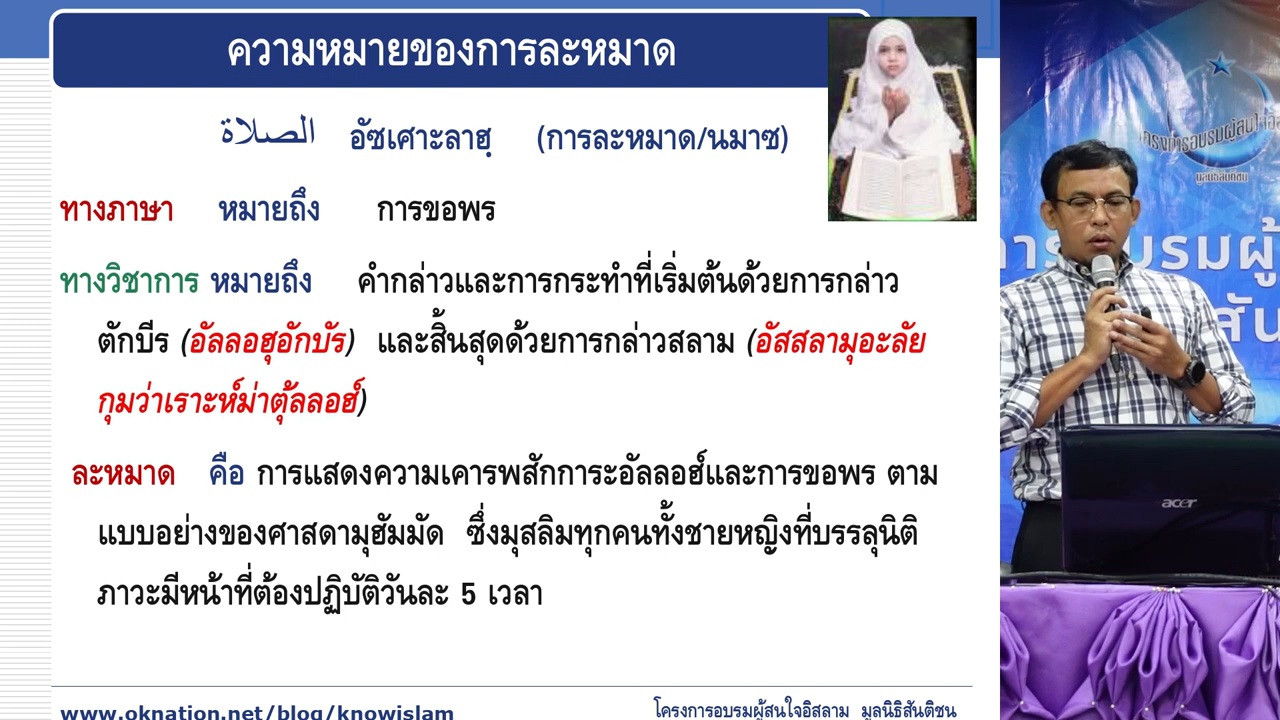 ความหมายของการละหมาด
الصلاة อัซเศาะลาฮฺ (การละหมาด/นมาซ)
ทางภาษา หมายถึง การขอพร
ทางวิชาการ หมายถึง คำกล่าวและการกระทำที่เริ่มต้นด้วยการกล่าว
ตักบีร (อัลลอฮุอักบัร) และสิ้นสุดด้วยการกล่าวสลาม (อัสสลามุอะลัย
กุมว่าเราะห์ม่าตุ้ลลอฮ์)
ละหมาด คือ การแสดงความเคารพสักการะอัลลอฮ์และการขอพร ตาม
แบบอย่างของศาสดามุฮัมมัด ซึ่งมุสลิมทุกคนทั้งชายหญิงที่บรรลุนิติ
ภาวะมีหน้าที่ต้องปฏิบัติวันละ 5 เวลา
www.oknation.net/blog/knowislam
โครงการอบรมผู้สนใจอิสลาม มูลนิธิสันติชน
มูลนิธิสันติชน
acer